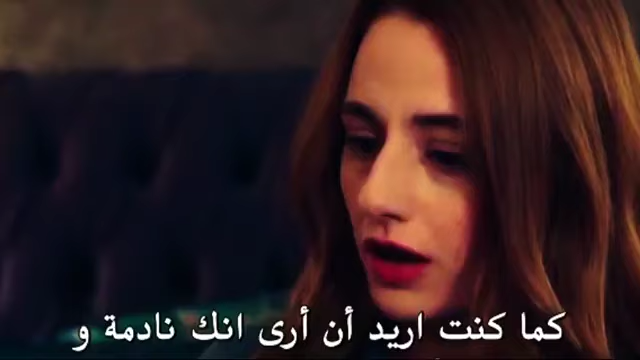 كما كنت اريد أن أرى انك نادمة و